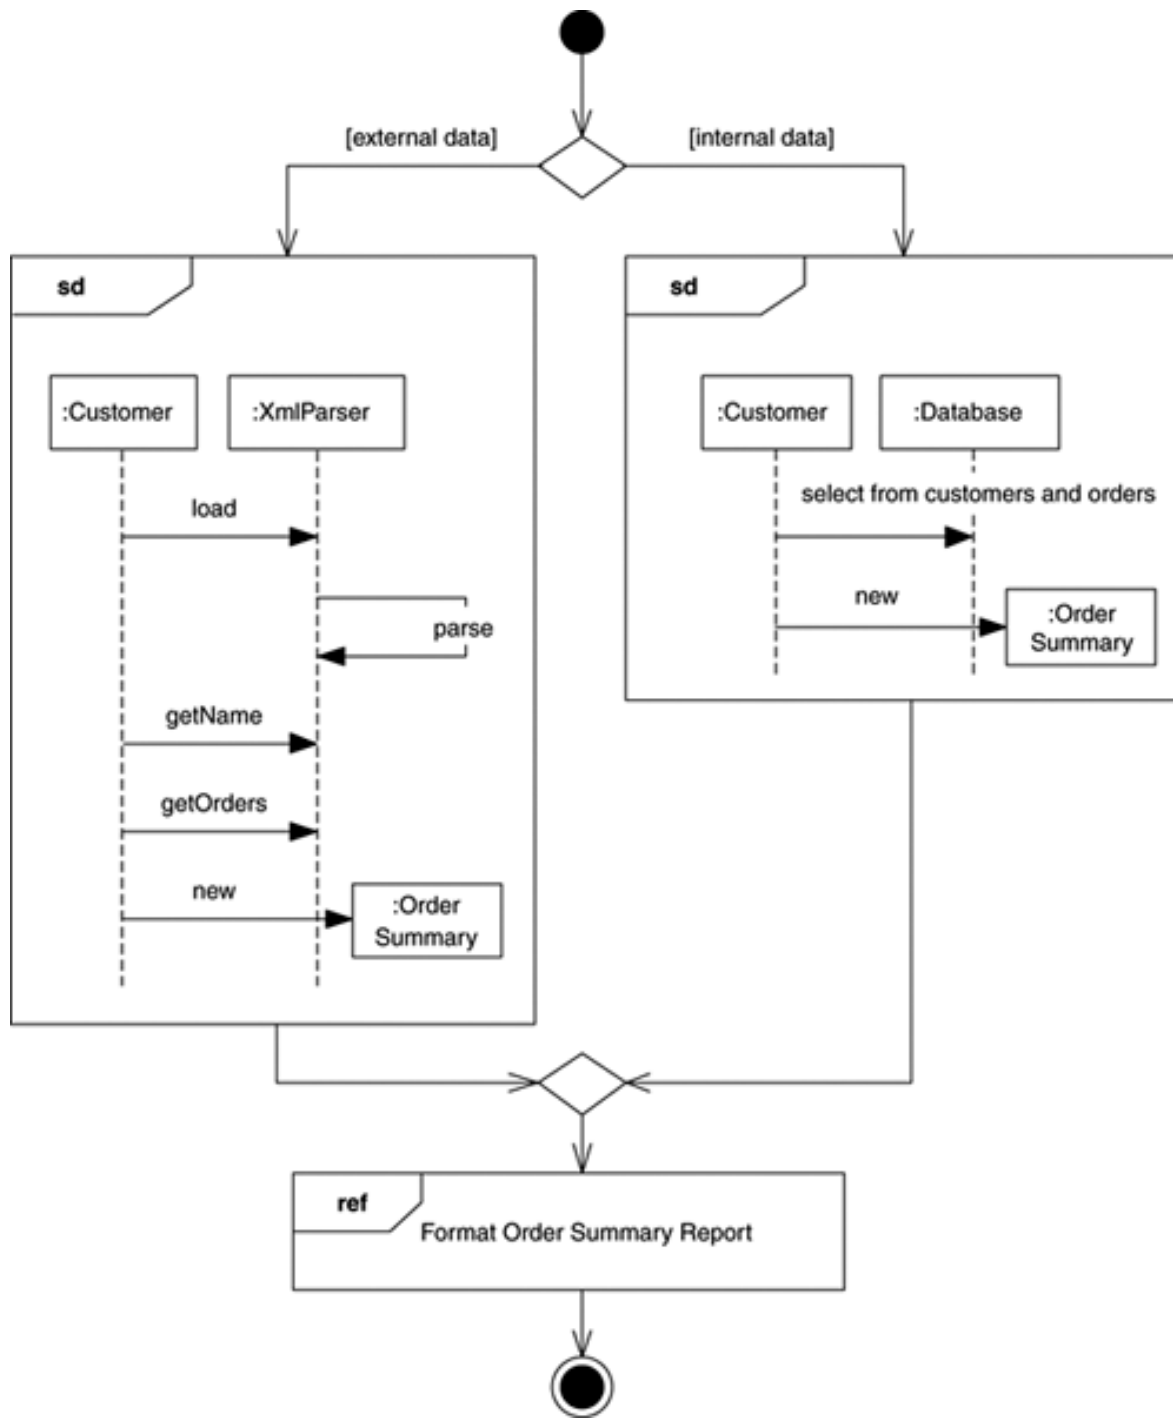 [external data]
[internal data]
sd
:Customer
:XmlParser
load
parse
getName
getOrders
new
:Order
Summary
sd
:Customer
:Database
select from customers and orders
new
:Order
Summary
ref
Format Order Summary Report